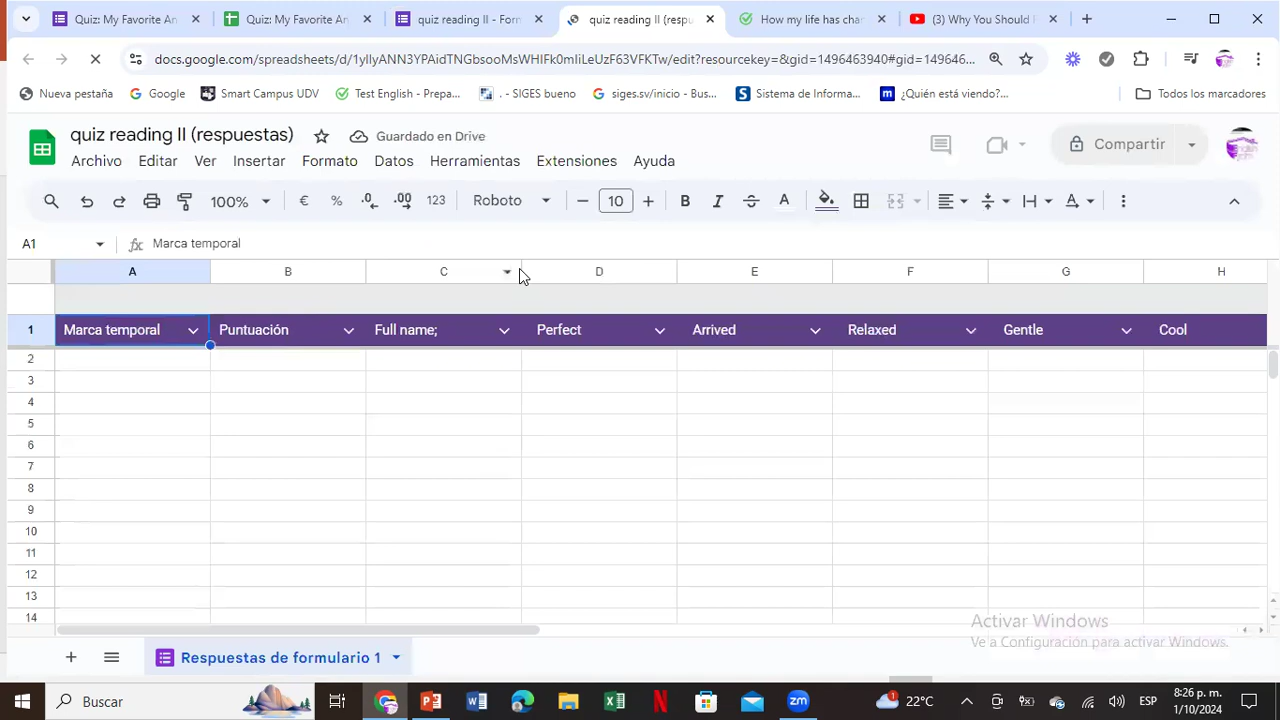 Quiz: My Favorite An
Quiz: My Favorite An
quiz reading II - Forn
quiz reading II (respu
How my life has chan
(3) Why You Should P
docs.google.com/spreadsheets/d/1ydyANN3YPAidTNGbsooMsWHIFk0mIiLeUzF63VFKTw/edit?resourcekey=&gid=1496463940#gid=149646...
Nueva pestaña
Google
Smart Campus UDV
Test English - Prepa...
. - SIGES bueno
siges.sv/inicio - Bus...
Sistema de Informa...
¿Quién está viendo?...
Todos los marcadores
quiz reading II (respuestas)
Guardado en Drive
Compartir
Archivo Editar Ver Insertar Formato Datos Herramientas Extensiones Ayuda
100% € % .0 .00 123 Roboto 10 B I S A
A1 fx Marca temporal
A B C D E F G H
1 Marca temporal Puntuación Full name; Perfect Arrived Relaxed Gentle Cool
2
3
4
5
6
7
8
9
10
11
12
13
14
Activar Windows
Ve a Configuración para activar Windows.
Respuestas de formulario 1
Buscar
1
22°C
ESP
8:26 p. m.
1/10/2024